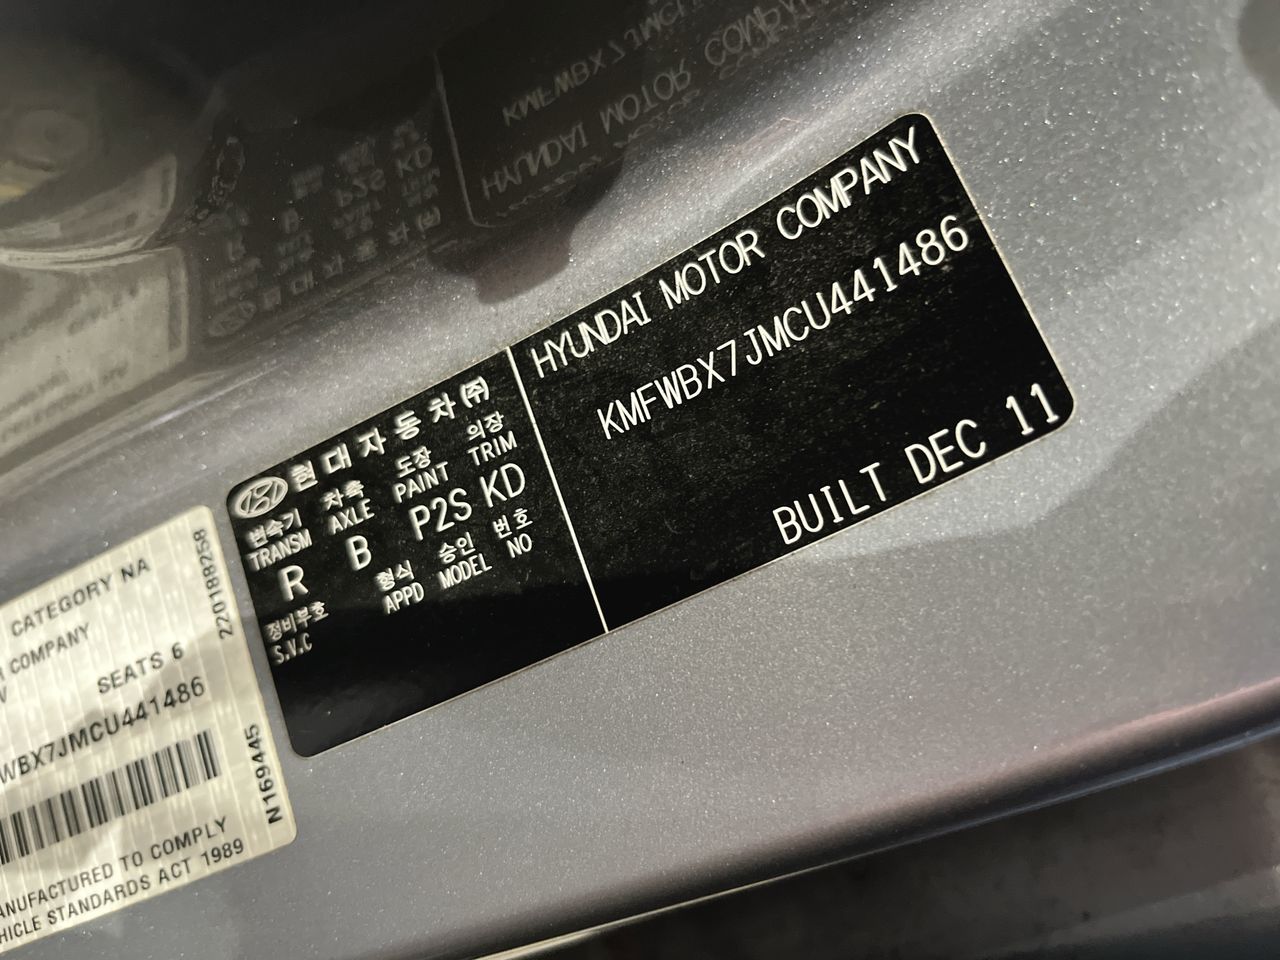 현대자동차(주)
변속기 차축 도장 의장
TRANSM AXLE PAINT TRIM
R B P2S KD
정비부호 형식 승인 번호
S.V.C APPD MODEL NO
HYUNDAI MOTOR COMPANY
KMFWBX7JMCU441486
BUILT DEC 11
CATEGORY NA
COMPANY
SEATS 6
WBX7JMCU441486
220188258
N169445
MANUFACTURED TO COMPLY
VEHICLE STANDARDS ACT 1989